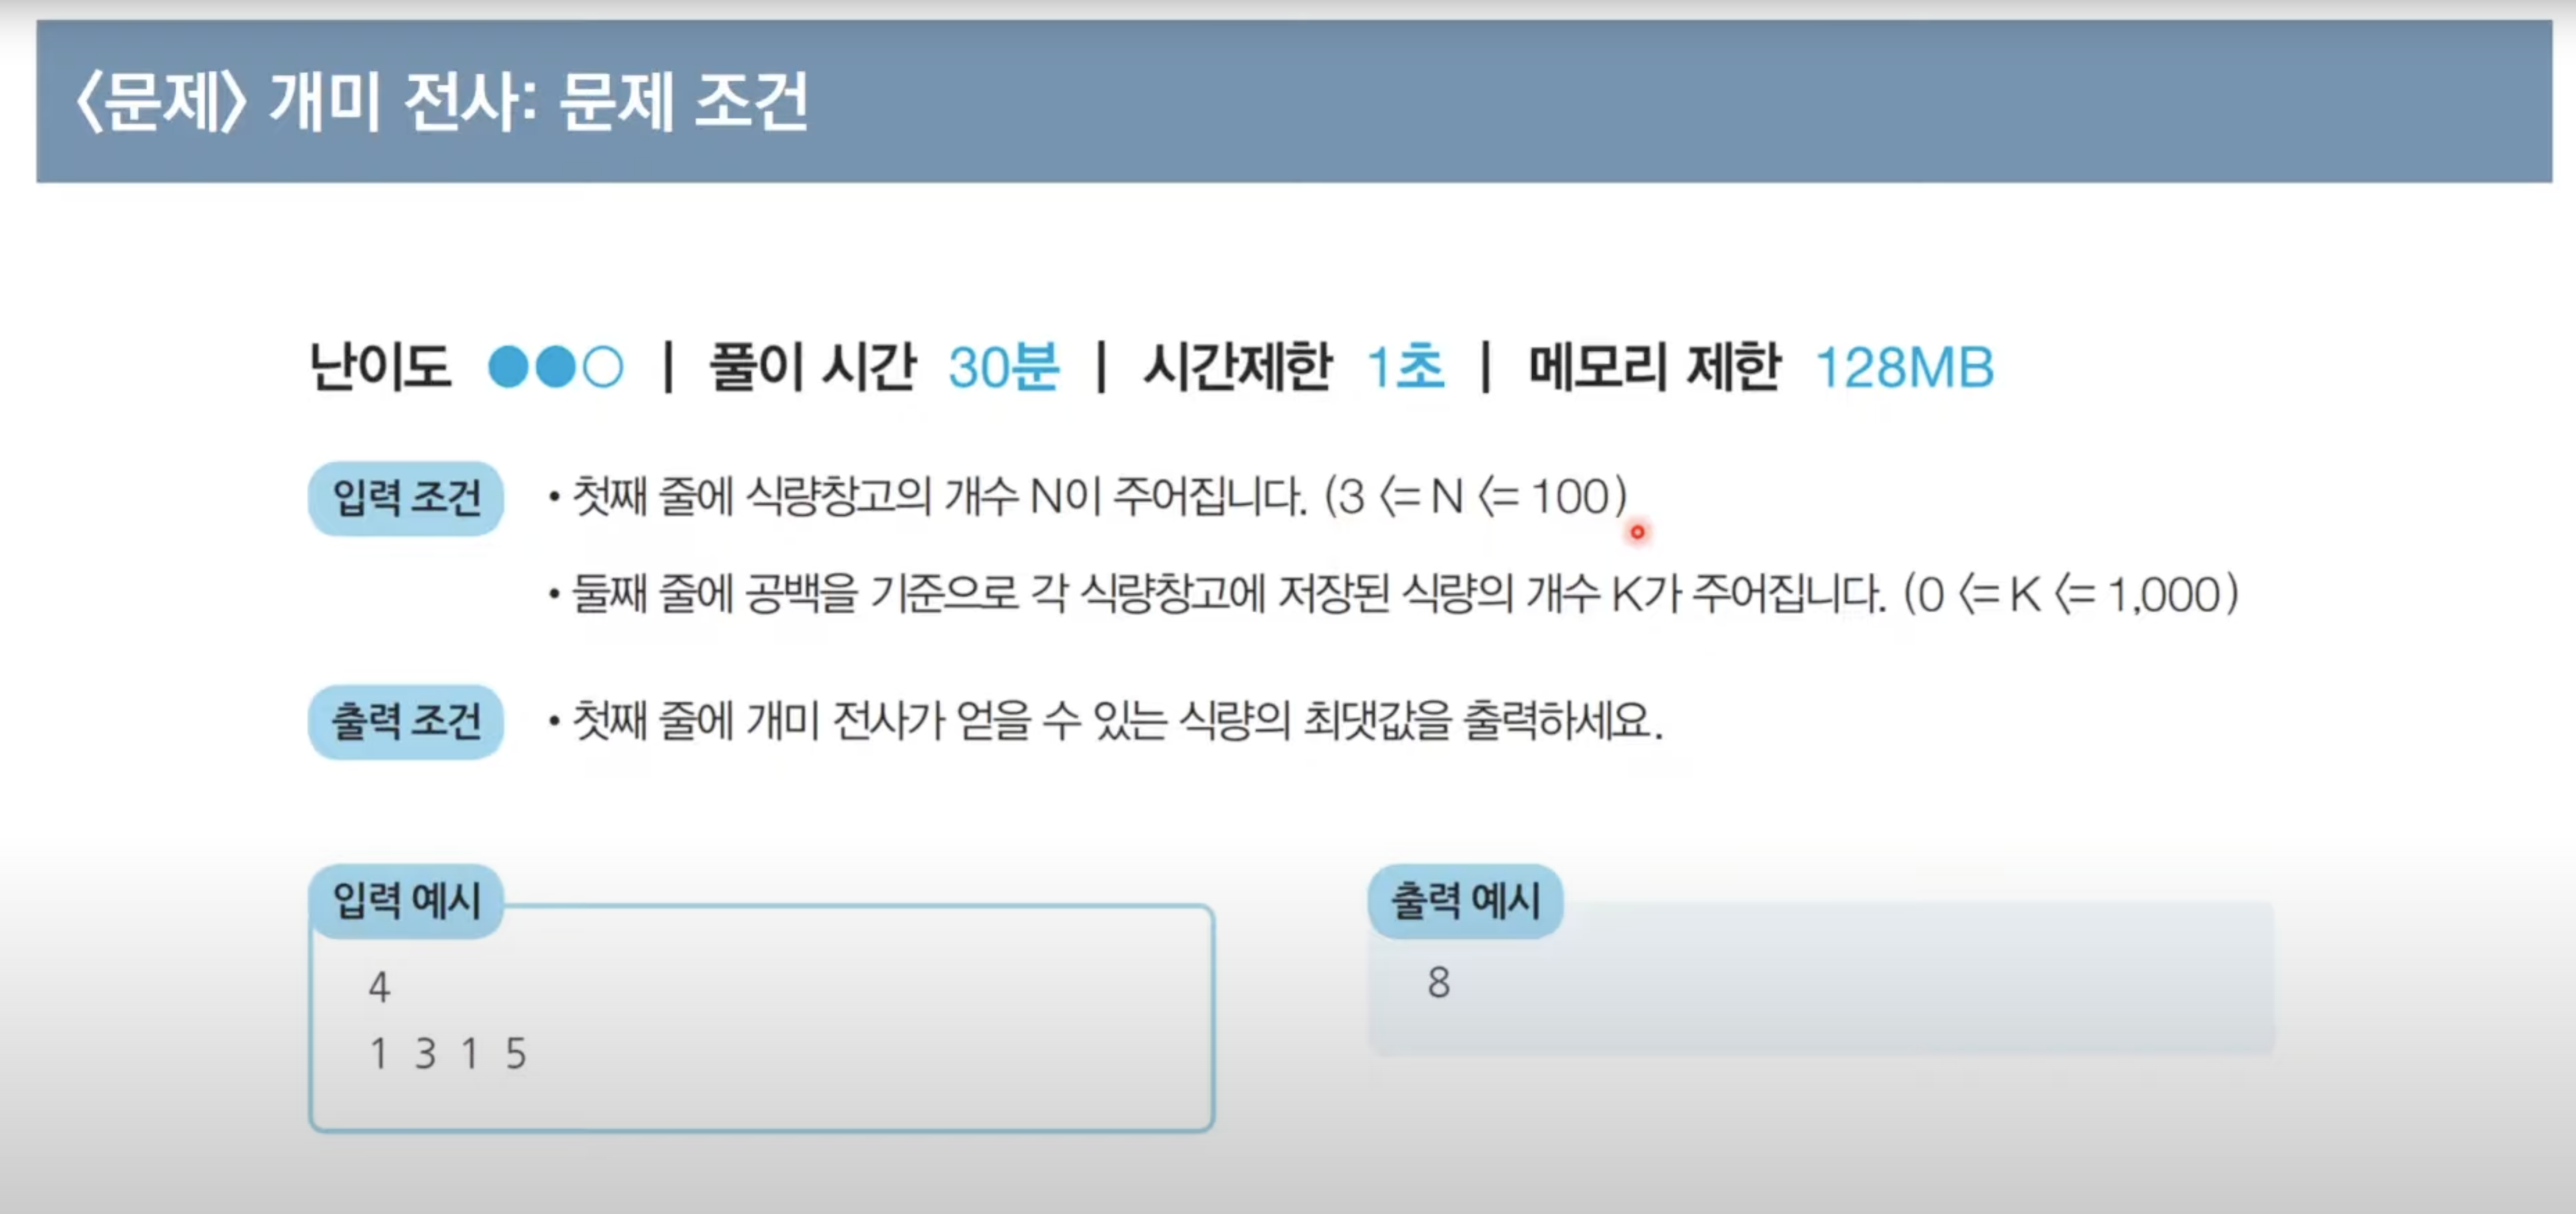 〈문제〉 개미 전사: 문제 조건
난이도 ●●○ | 풀이 시간 30분 | 시간제한 1초 | 메모리 제한 128MB
입력 조건 • 첫째 줄에 식량창고의 개수 N이 주어집니다. (3 〈= N 〈= 100)
• 둘째 줄에 공백을 기준으로 각 식량창고에 저장된 식량의 개수 K가 주어집니다. (0 〈= K 〈= 1,000)
출력 조건 • 첫째 줄에 개미 전사가 얻을 수 있는 식량의 최댓값을 출력하세요.
입력 예시
4
1 3 1 5
출력 예시
8